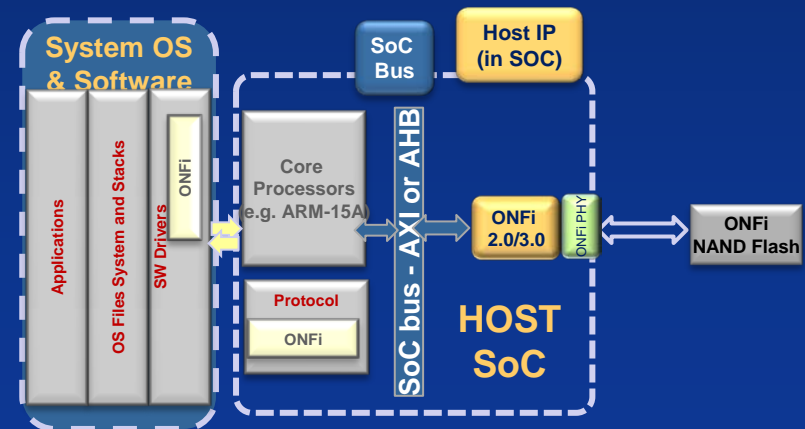 System OS
& Software
Applications
OS Files System and Stacks
SW Drivers
ONFi
SoC
Bus
Host IP
(in SOC)
Core
Processors
(e.g. ARM-15A)
Protocol
ONFi
SoC bus - AXI or AHB
ONFi
2.0/3.0
ONFi PHY
HOST
SoC
ONFi
NAND Flash